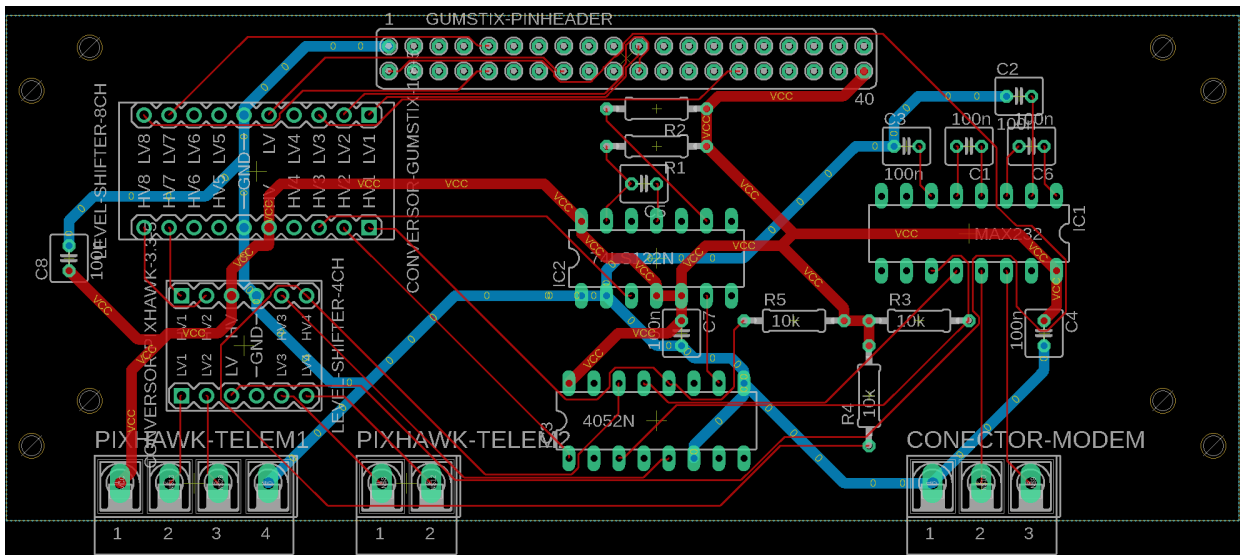 1
GUMSTIX-PINHEADER
40
VCC
LEVEL-SHIFTER-8CH
LV8
LV7
LV6
LV5
LV
LV4
LV3
LV2
LV1
HV8
HV7
HV6
HV5
GND
HV4
HV3
HV2
HV1
CONVERSOR-GUMSTIX
R2
R1
C2
100n
C3
100n
100n
C1
100n
C6
IC1
MAX232
IC2
C8
100n
HV1
HV2
HV
GND
HV3
HV4
LV1
LV2
LV
GND
LV3
LV4
LEVEL-SHIFTER-4CH
100n
C7
R5
10k
R3
10k
100n
C4
R4
10k
4052N
PIXHAWK-TELEM1
PIXHAWK-TELEM2
CONECTOR-MODEM
1
2
3
4
1
2
1
2
3